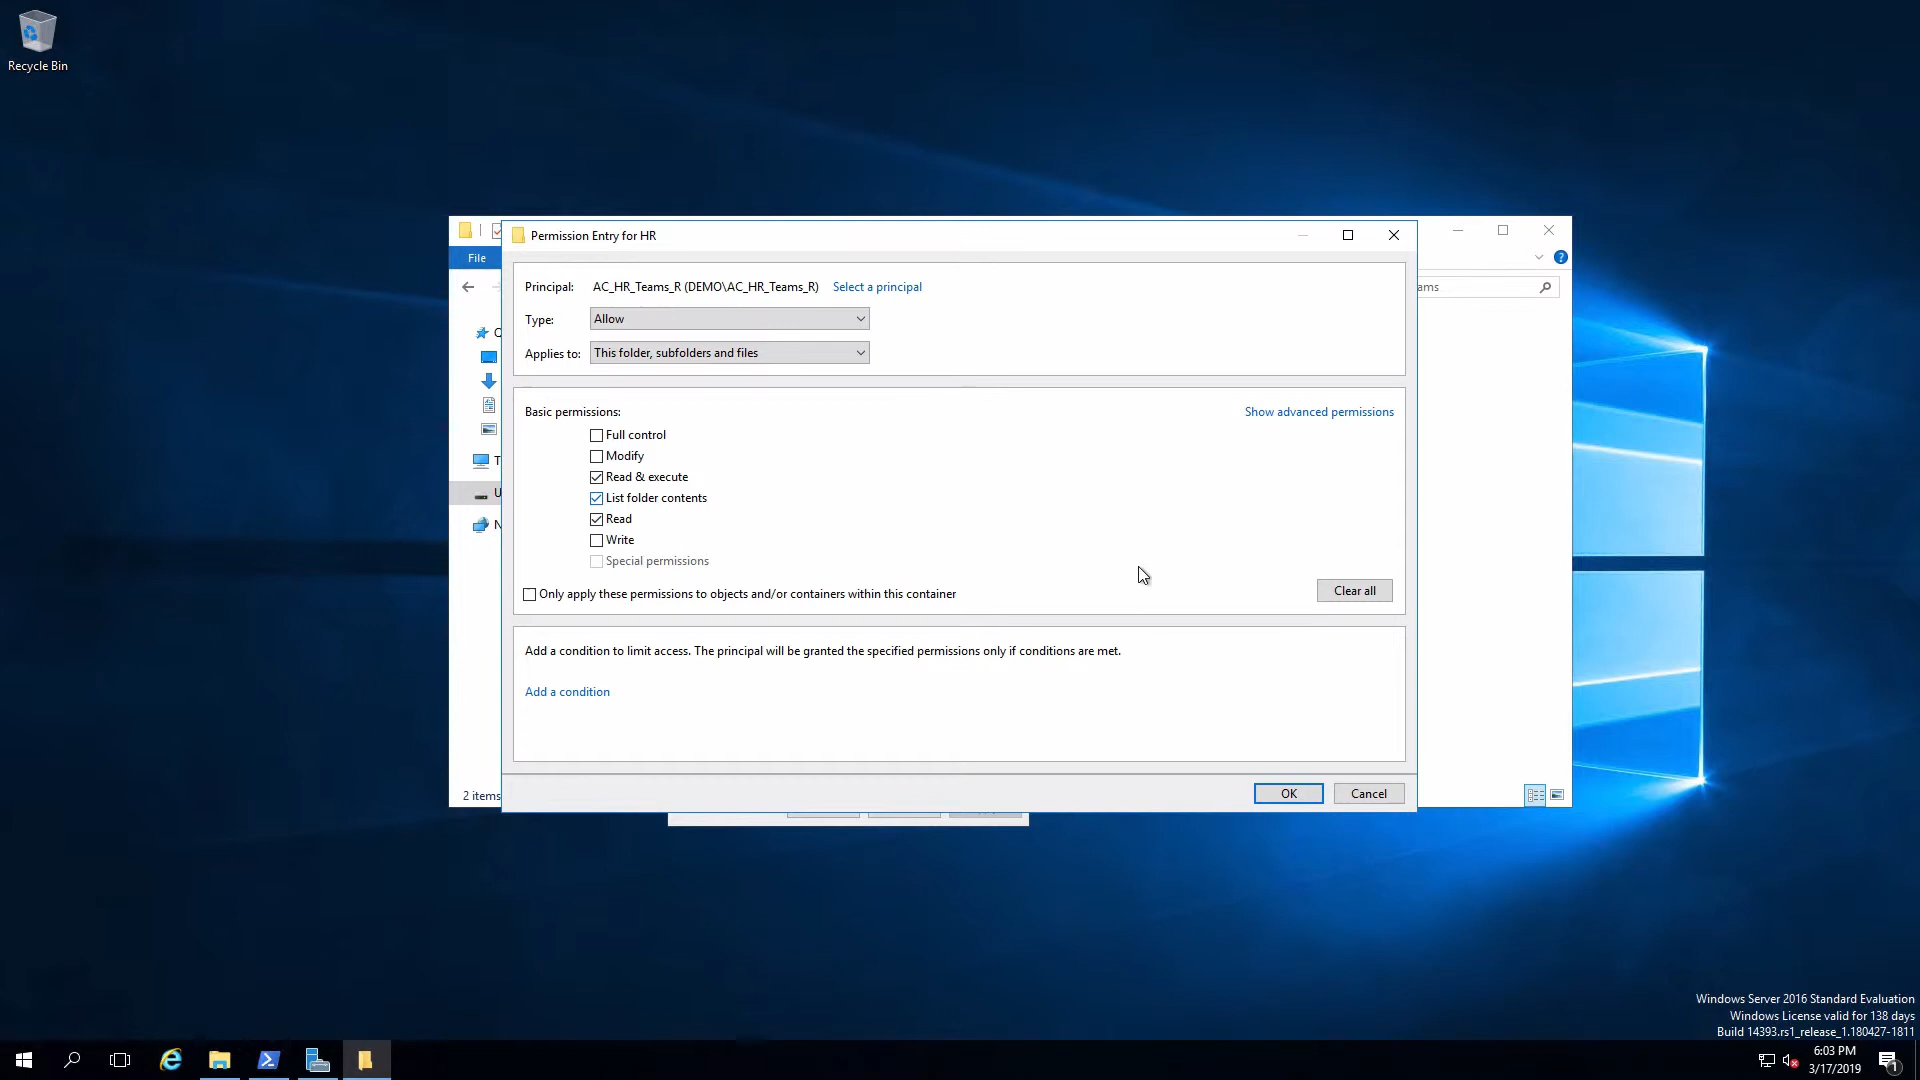 Recycle Bin
Permission Entry for HR
File
Principal: AC_HR_Teams_R (DEMO\AC_HR_Teams_R) Select a principal
ams
Type: Allow
Applies to: This folder, subfolders and files
Basic permissions: Show advanced permissions
Full control
Modify
Read & execute
List folder contents
Read
Write
Special permissions
Only apply these permissions to objects and/or containers within this container
Clear all
Add a condition to limit access. The principal will be granted the specified permissions only if conditions are met.
Add a condition
OK Cancel
2 items
Windows Server 2016 Standard Evaluation
Windows License valid for 138 days
Build 14393.rs1_release_1.180427-1811
6:03 PM
3/17/2019
1